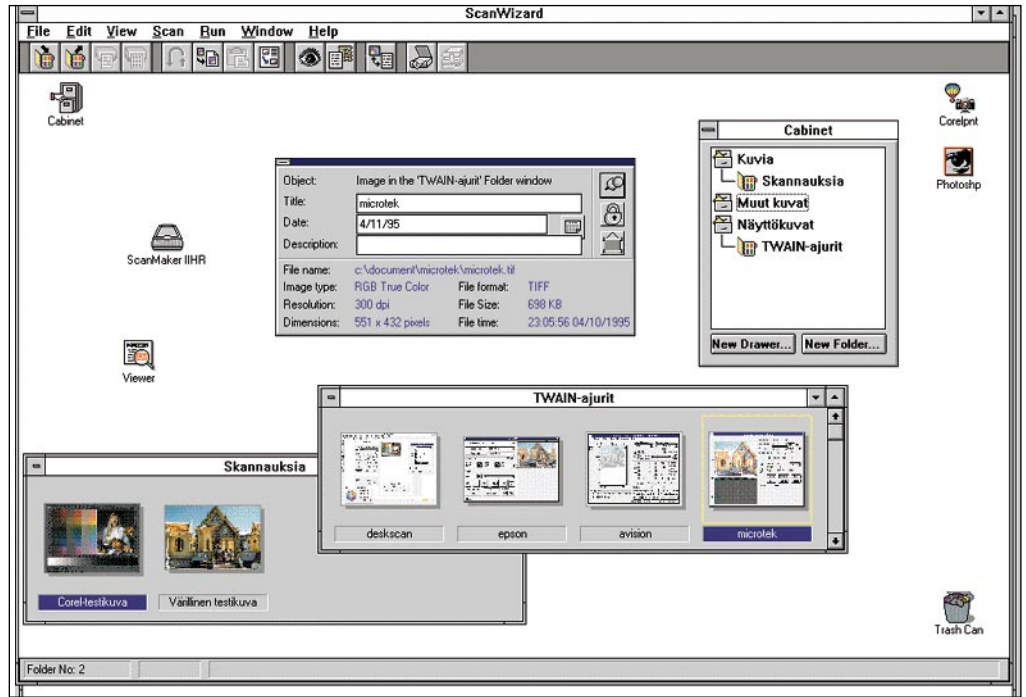 ScanWizard
File Edit View Scan Run Window Help
Cabinet
Corelpnt
Photoshp
ScanMaker IIHR
Viewer
Object: Image in the 'TWAIN-ajurit' Folder window
Title: microtek
Date: 4/11/95
Description:
File name: c:\document\microtek\microtek.tif
Image type: RGB True Color File format: TIFF
Resolution: 300 dpi File Size: 698 KB
Dimensions: 551 x 432 pixels File time: 23:05:56 04/10/1995
Cabinet
Kuvia
Skannauksia
Muut kuvat
Näyttökuvat
TWAIN-ajurit
New Drawer... New Folder...
TWAIN-ajurit
deskscan epson avision microtek
Skannauksia
Corel-testikuva Värillinen testikuva
Trash Can
Folder No: 2